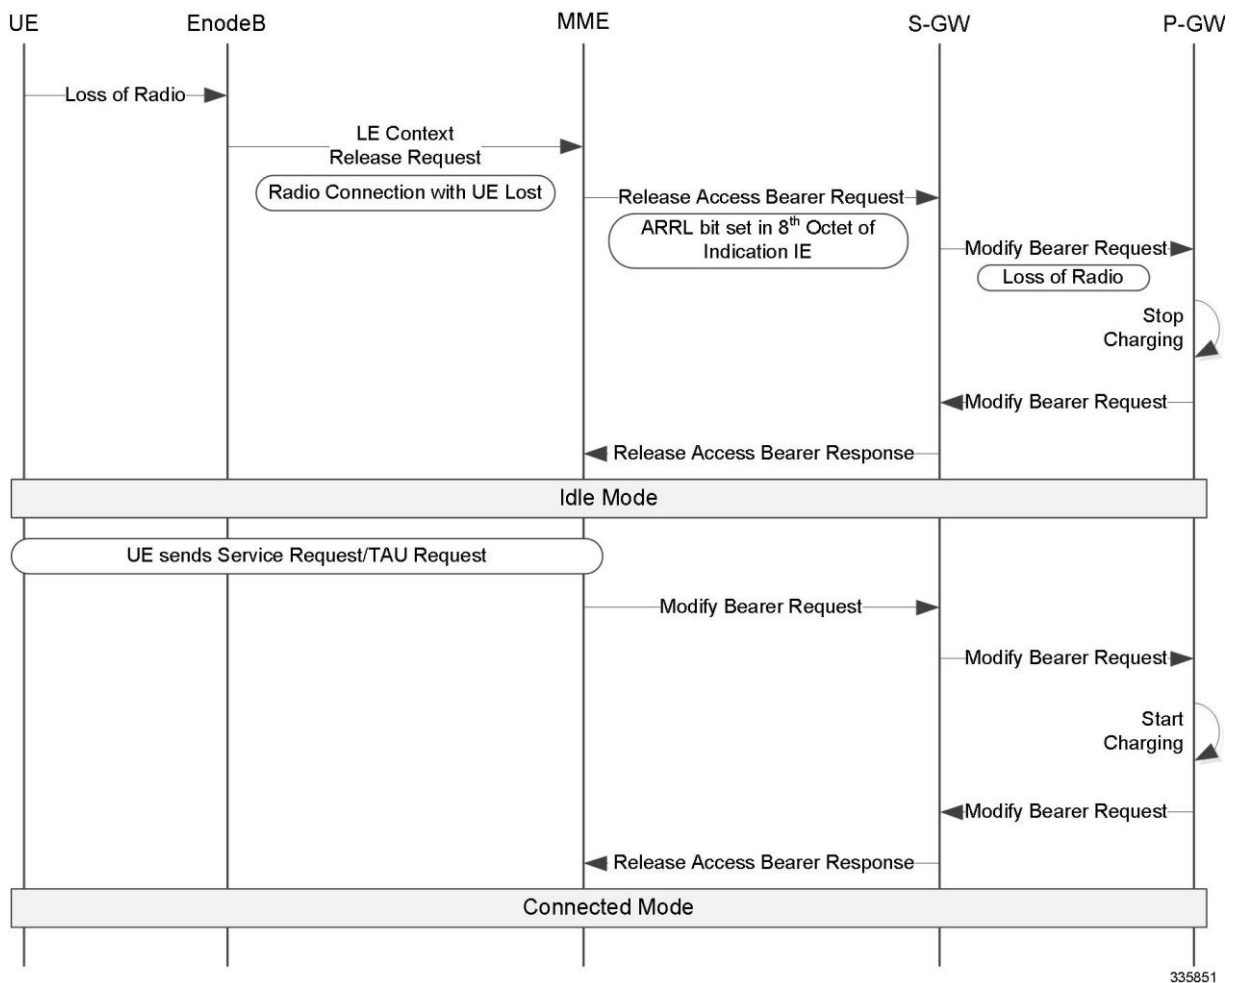 UE
EnodeB
MME
S-GW
P-GW
Loss of Radio
LE Context
Release Request
Radio Connection with UE Lost
Release Access Bearer Request
ARRL bit set in 8th Octet of
Indication IE
Modify Bearer Request
Loss of Radio
Stop
Charging
Modify Bearer Request
Release Access Bearer Response
Idle Mode
UE sends Service Request/TAU Request
Modify Bearer Request
Modify Bearer Request
Start
Charging
Modify Bearer Request
Release Access Bearer Response
Connected Mode
335851